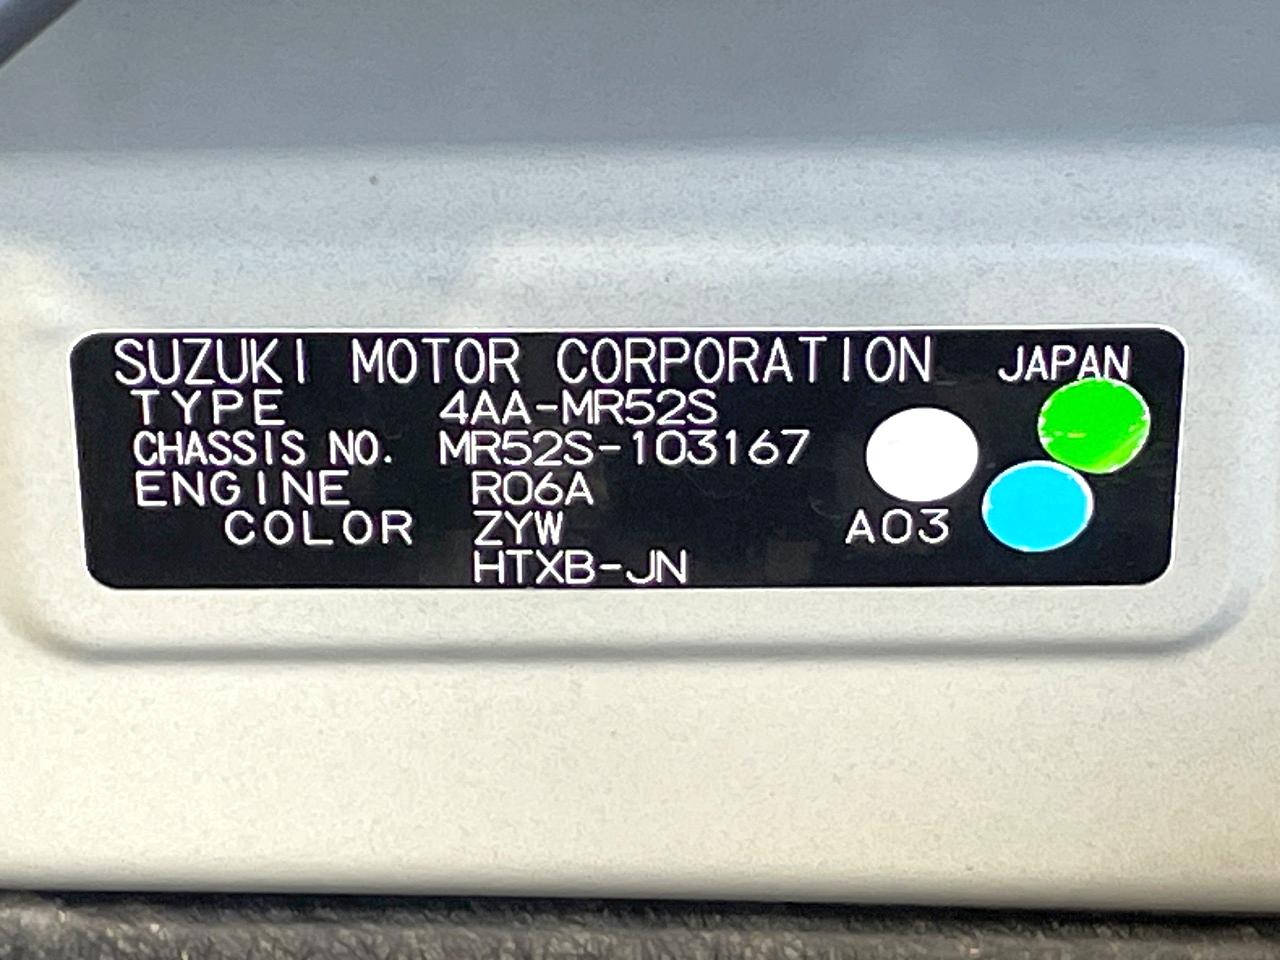 SUZUKI MOTOR CORPORATION JAPAN
TYPE 4AA-MR52S
CHASSIS NO. MR52S-103167
ENGINE R06A
COLOR ZYW A03
HTXB-JN